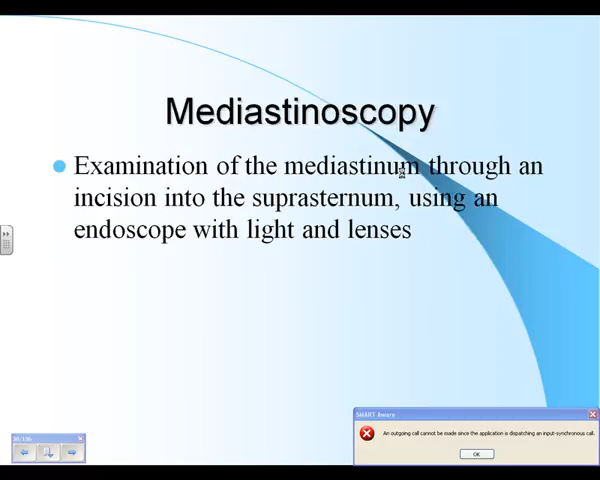 Mediastinoscopy
Examination of the mediastinum through an
incision into the suprasternum, using an
endoscope with light and lenses
SMART Aware
An outgoing call cannot be made since the application is dispatching an input-synchronous call.
OK